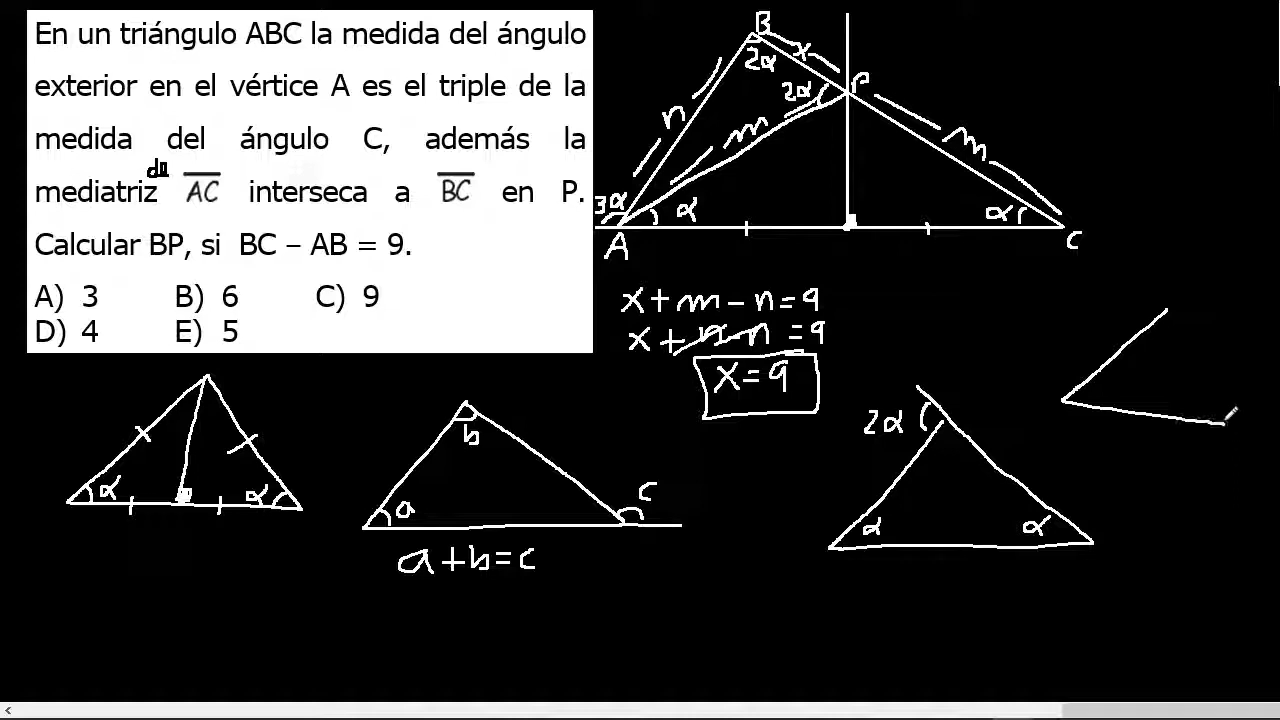 En un triángulo ABC la medida del ángulo
exterior en el vértice A es el triple de la
medida del ángulo C, además la
mediatriz de AC interseca a BC en P.
Calcular BP, si BC – AB = 9.
A) 3 B) 6 C) 9
D) 4 E) 5
B
x
2α
2α
P
n
m
m
3α
α
α
A
C
x + m - n = 9
x + n - n = 9
x = 9
α
α
b
a
c
a + b = c
2α
α
α